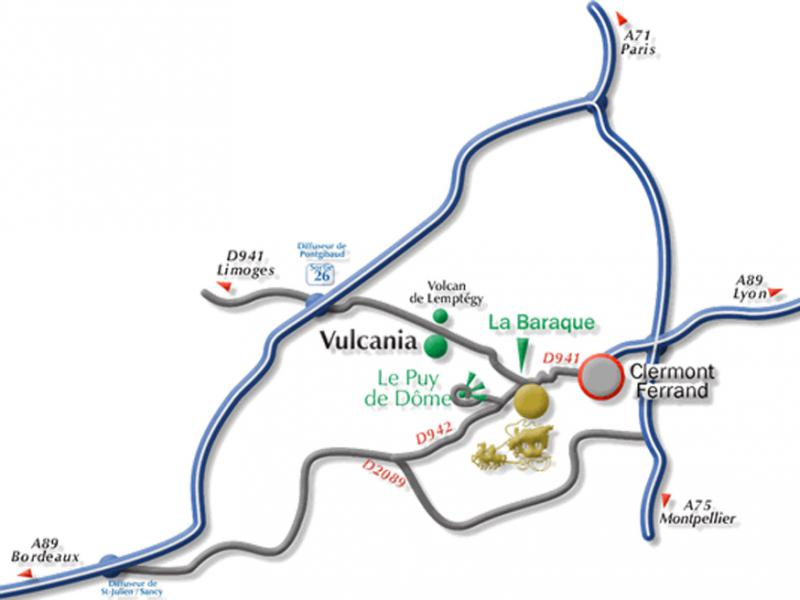 A71
Paris
Diffuseur de
Pontgibaud
Sortie
26
D941
Limoges
A89
Lyon
Volcan
de Lemptégy
La Baraque
Vulcania
D941
Clermont
Ferrand
Le Puy
de Dôme
D942
D2089
A75
Montpellier
A89
Bordeaux
Diffuseur de
St-Julien / Sancy